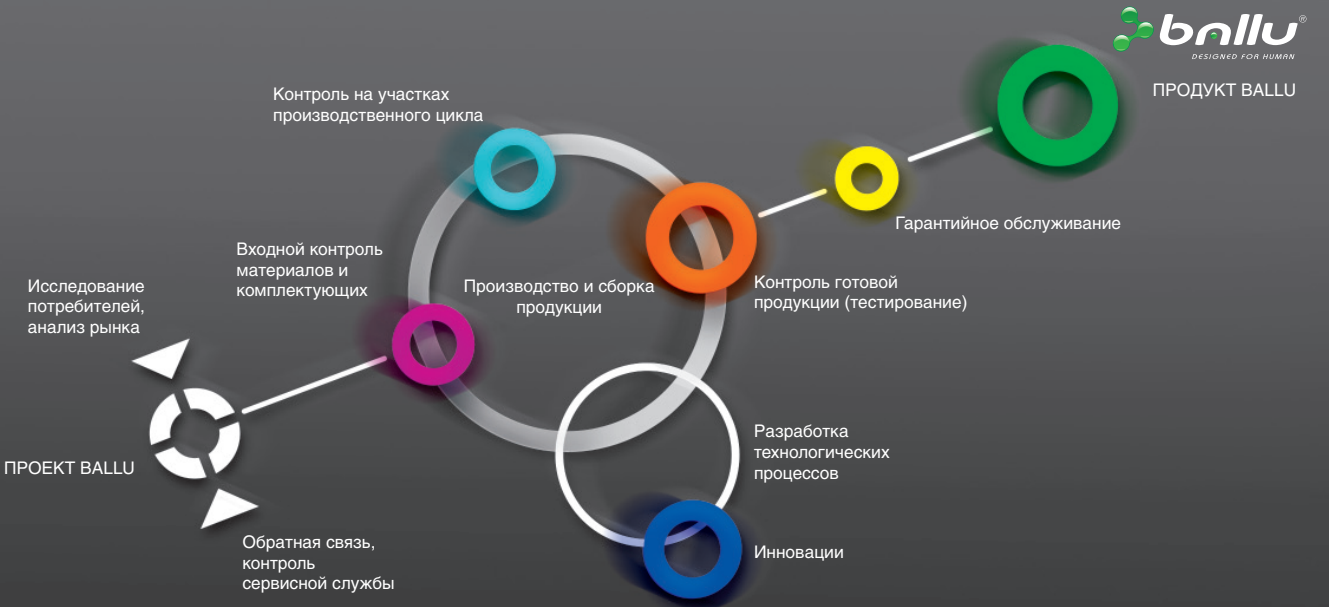 ballu®
DESIGNED FOR HUMAN
ПРОДУКТ BALLU
Контроль на участках
производственного цикла
Гарантийное обслуживание
Входной контроль
материалов и
комплектующих
Исследование
потребителей,
анализ рынка
Производство и сборка
продукции
Контроль готовой
продукции (тестирование)
Разработка
технологических
процессов
ПРОЕКТ BALLU
Обратная связь,
контроль
сервисной службы
Инновации